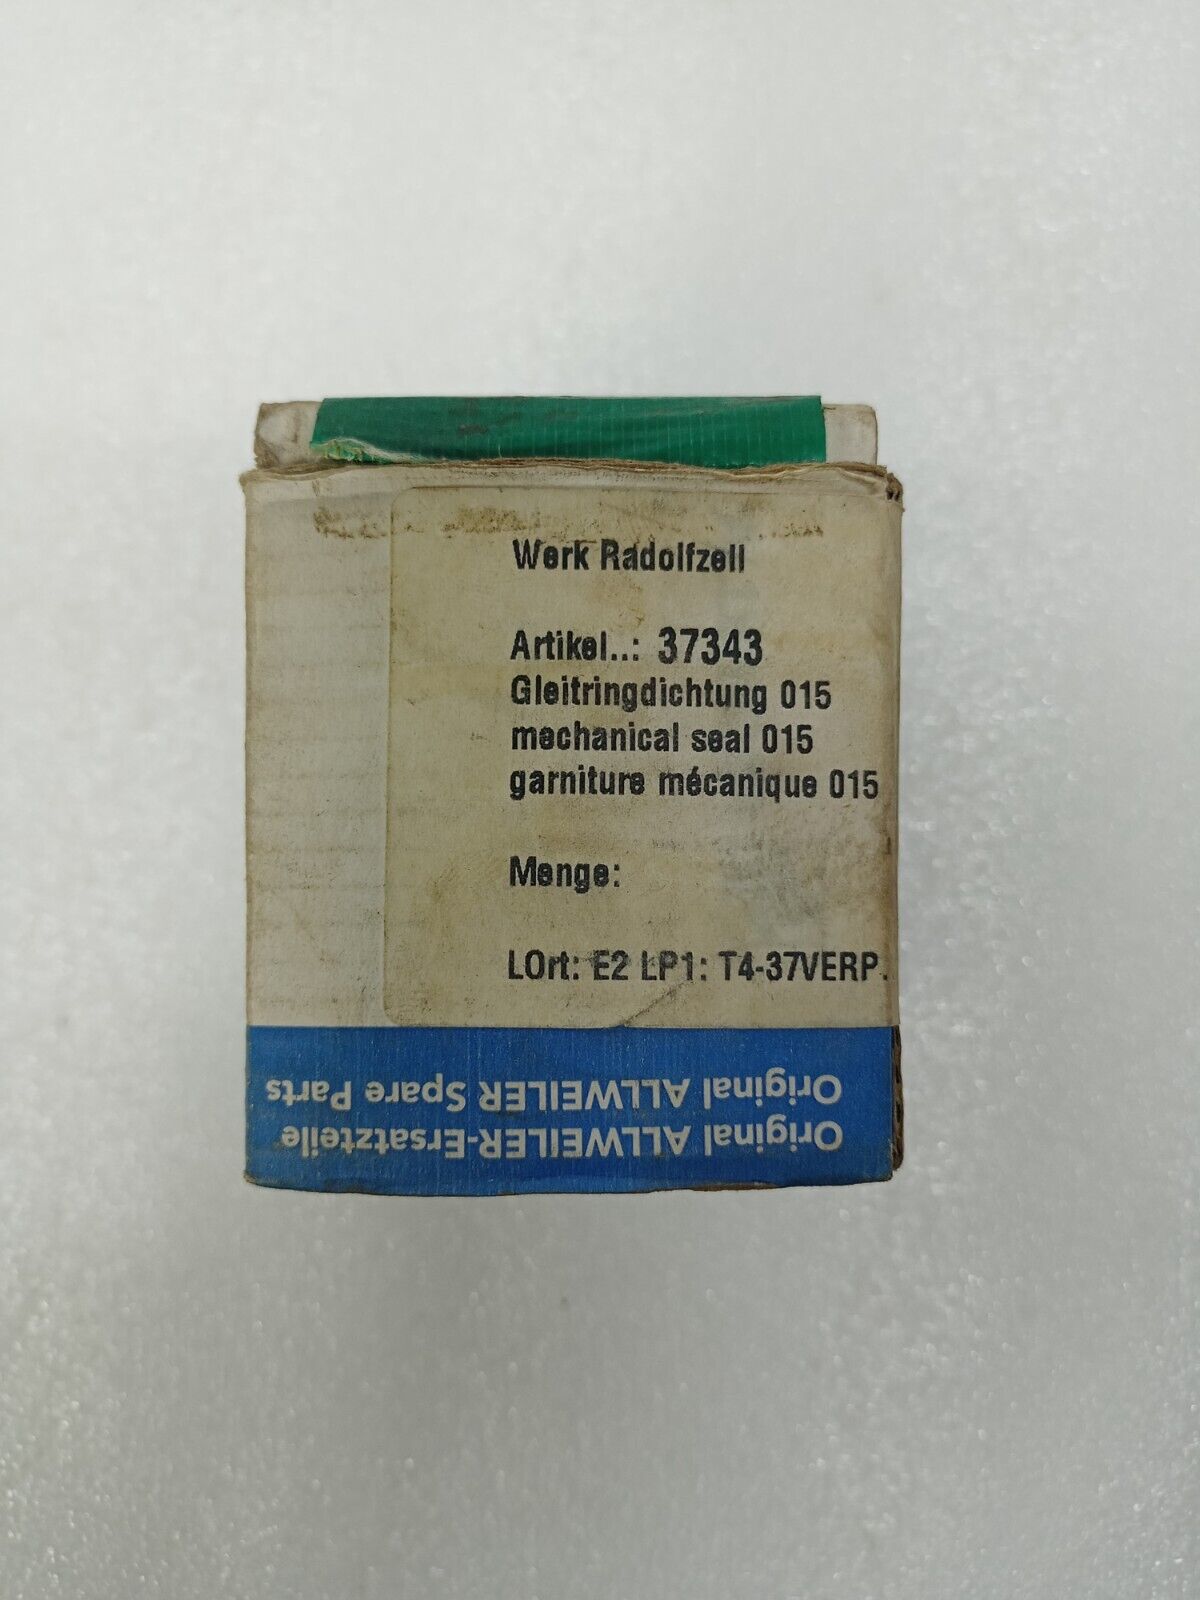 Werk Radolfzell
Artikel..: 37343
Gleitringdichtung 015
mechanical seal 015
garniture mécanique 015
Menge:
LOrt: E2 LP1: T4-37VERP.
Original ALLWEILER-Ersatzteile
Original ALLWEILER Spare Parts